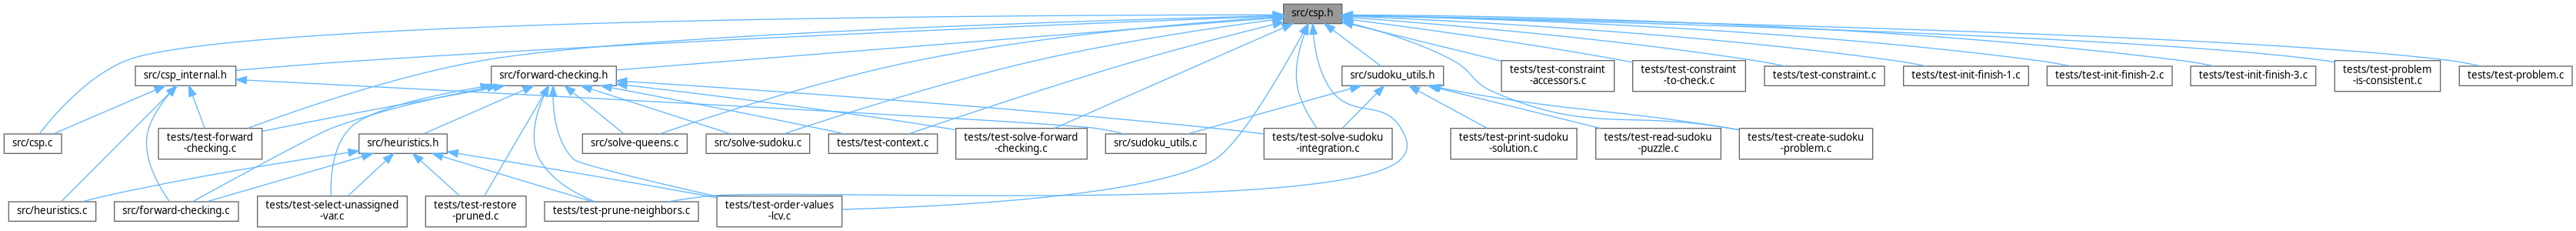 src/csp.h
src/csp_internal.h
src/forward-checking.h
src/sudoku_utils.h
tests/test-constraint
-accessors.c
tests/test-constraint
-to-check.c
tests/test-constraint.c
tests/test-init-finish-1.c
tests/test-init-finish-2.c
tests/test-init-finish-3.c
tests/test-problem
-is-consistent.c
tests/test-problem.c
src/csp.c
tests/test-forward
-checking.c
src/heuristics.h
src/solve-queens.c
src/solve-sudoku.c
tests/test-context.c
tests/test-solve-forward
-checking.c
src/sudoku_utils.c
tests/test-solve-sudoku
-integration.c
tests/test-print-sudoku
-solution.c
tests/test-read-sudoku
-puzzle.c
tests/test-create-sudoku
-problem.c
src/heuristics.c
src/forward-checking.c
tests/test-select-unassigned
-var.c
tests/test-restore
-pruned.c
tests/test-prune-neighbors.c
tests/test-order-values
-lcv.c